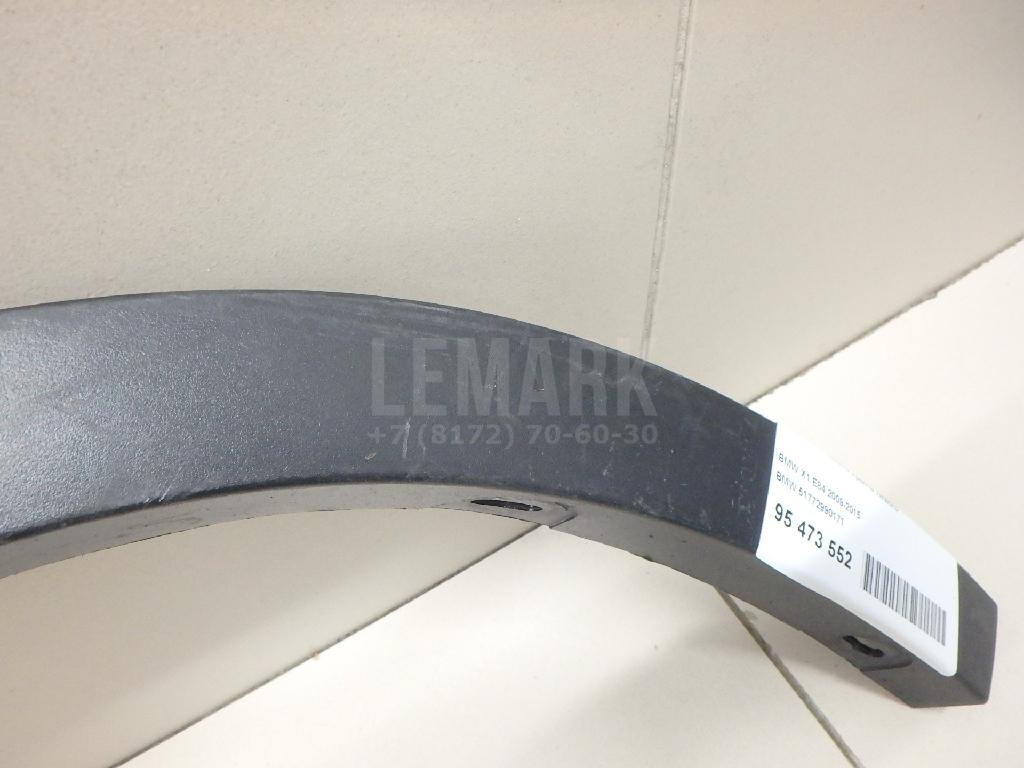 LEMARK
+7 (8172) 70-60-30
BMW X1 E84 2009-2015
BMW 51772990171
95 473 552